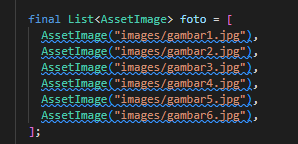 final List<AssetImage> foto = [
AssetImage("images/gambar1.jpg"),
AssetImage("images/gambar2.jpg"),
AssetImage("images/gambar3.jpg"),
AssetImage("images/gambar4.jpg"),
AssetImage("images/gambar5.jpg"),
AssetImage("images/gambar6.jpg"),
];